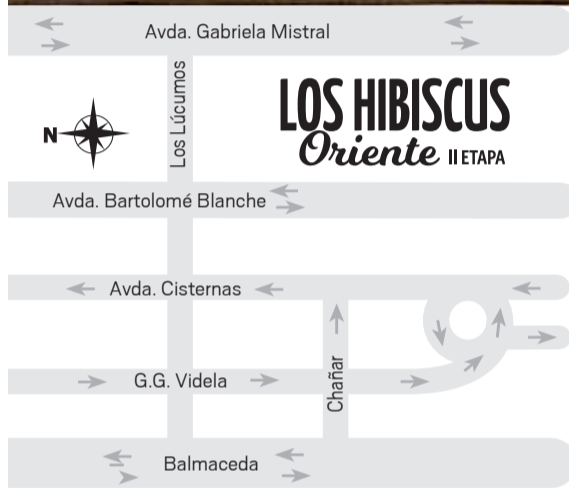 Avda. Gabriela Mistral
Los Lúcumos
LOS HIBISCUS
Oriente II ETAPA
N
Avda. Bartolomé Blanche
Avda. Cisternas
Chañar
G.G. Videla
Balmaceda